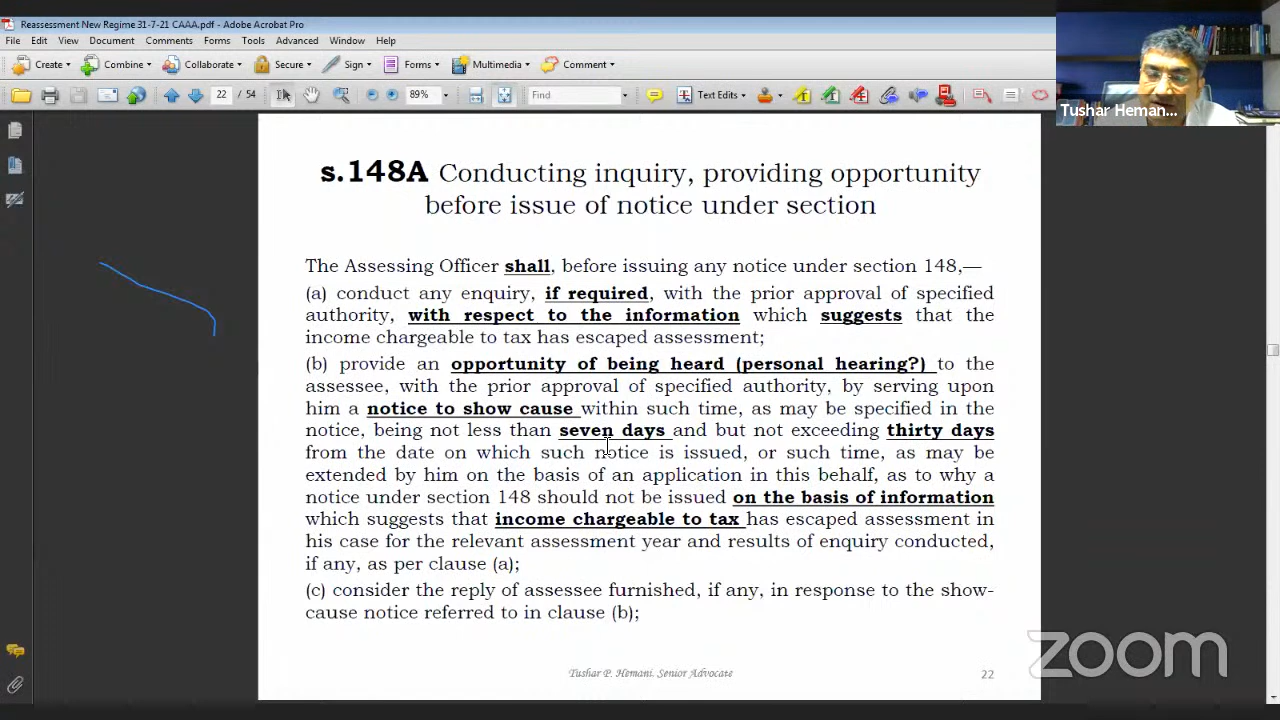 Reassessment New Regime 31-7-21 CAAA.pdf - Adobe Acrobat Pro
File Edit View Document Comments Forms Tools Advanced Window Help
Create Combine Collaborate Secure Sign Forms Multimedia Comment
22 / 54 89% Find Text Edits
Tushar Heman...
s.148A Conducting inquiry, providing opportunity
before issue of notice under section
The Assessing Officer shall, before issuing any notice under section 148,—
(a) conduct any enquiry, if required, with the prior approval of specified
authority, with respect to the information which suggests that the
income chargeable to tax has escaped assessment;
(b) provide an opportunity of being heard (personal hearing?) to the
assessee, with the prior approval of specified authority, by serving upon
him a notice to show cause within such time, as may be specified in the
notice, being not less than seven days and but not exceeding thirty days
from the date on which such notice is issued, or such time, as may be
extended by him on the basis of an application in this behalf, as to why a
notice under section 148 should not be issued on the basis of information
which suggests that income chargeable to tax has escaped assessment in
his case for the relevant assessment year and results of enquiry conducted,
if any, as per clause (a);
(c) consider the reply of assessee furnished, if any, in response to the show-
cause notice referred to in clause (b);
Tushar P. Hemani. Senior Advocate
22
zoom